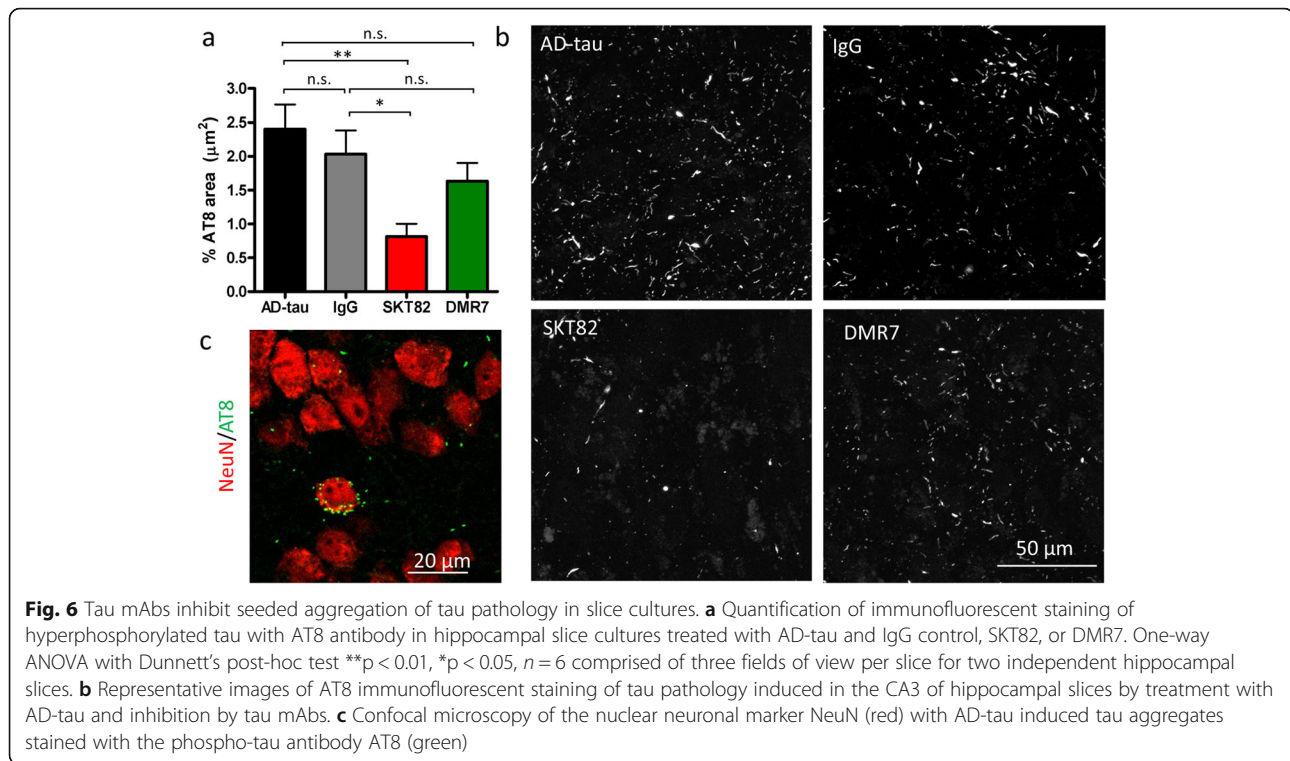 a
n.s.
**
n.s.
n.s.
*
3.0
2.5
2.0
1.5
1.0
0.5
0.0
% AT8 area (μm²)
AD-tau
IgG
SKT82
DMR7
b
AD-tau
IgG
SKT82
DMR7
50 μm
c
NeuN/AT8
20 μm
Fig. 6 Tau mAbs inhibit seeded aggregation of tau pathology in slice cultures. a Quantification of immunofluorescent staining of
hyperphosphorylated tau with AT8 antibody in hippocampal slice cultures treated with AD-tau and IgG control, SKT82, or DMR7. One-way
ANOVA with Dunnett's post-hoc test **p < 0.01, *p < 0.05, n = 6 comprised of three fields of view per slice for two independent hippocampal
slices. b Representative images of AT8 immunofluorescent staining of tau pathology induced in the CA3 of hippocampal slices by treatment with
AD-tau and inhibition by tau mAbs. c Confocal microscopy of the nuclear neuronal marker NeuN (red) with AD-tau induced tau aggregates
stained with the phospho-tau antibody AT8 (green)